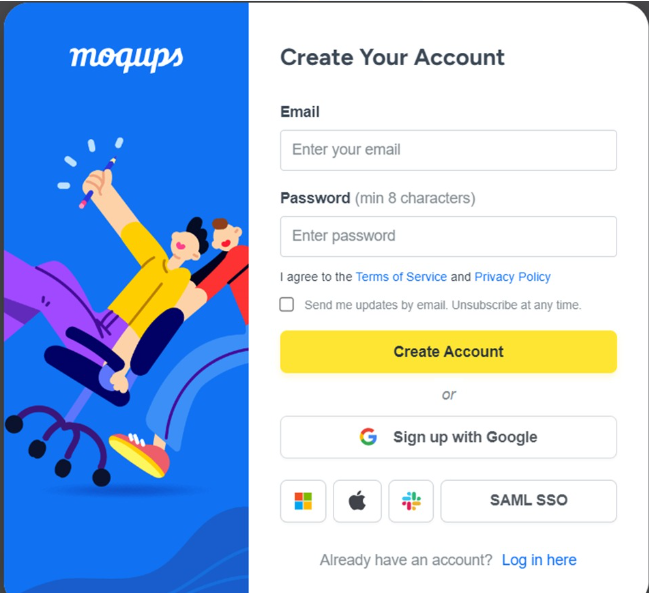 moqups
Create Your Account
Email
Enter your email
Password (min 8 characters)
Enter password
I agree to the Terms of Service and Privacy Policy
Send me updates by email. Unsubscribe at any time.
Create Account
or
Sign up with Google
SAML SSO
Already have an account? Log in here